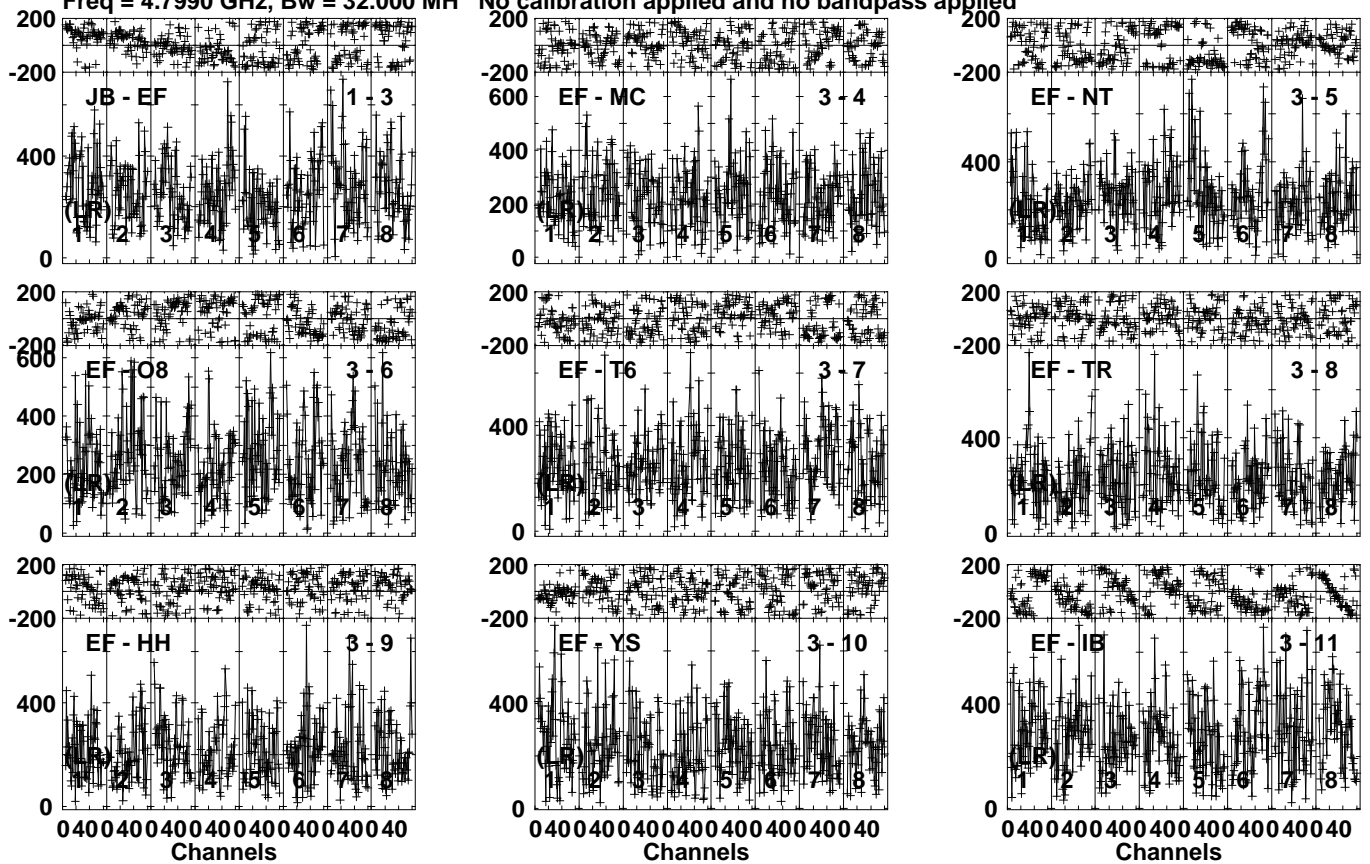 Freq = 4.7990 GHz, Bw = 32.000 MH No calibration applied and no bandpass applied
200
-200
JB - EF 1 - 3
400
(LR)
1 2 3 4 5 6 7 8
0
200
-200
EF - MC 3 - 4
600
400
200
(LR)
1 2 3 4 5 6 7 8
0
200
-200
EF - NT 3 - 5
400
(LR)
1 2 3 4 5 6 7 8
0
200
-200
600
EF - O8 3 - 6
400
200
(LR)
1 2 3 4 5 6 7 8
0
200
-200
EF - T6 3 - 7
400
(LR)
1 2 3 4 5 6 7 8
0
200
-200
EF - TR 3 - 8
400
(LR)
1 2 3 4 5 6 7 8
0
200
-200
EF - HH 3 - 9
400
(LR)
1 2 3 4 5 6 7 8
0
0 40 0 40 0 40 0 40 0 40 0 40 0 40 0 40
Channels
200
-200
EF - YS 3 - 10
400
(LR)
1 2 3 4 5 6 7 8
0
0 40 0 40 0 40 0 40 0 40 0 40 0 40 0 40
Channels
200
-200
EF - IB 3 - 11
400
(LR)
1 2 3 4 5 6 7 8
0
0 40 0 40 0 40 0 40 0 40 0 40 0 40 0 40
Channels